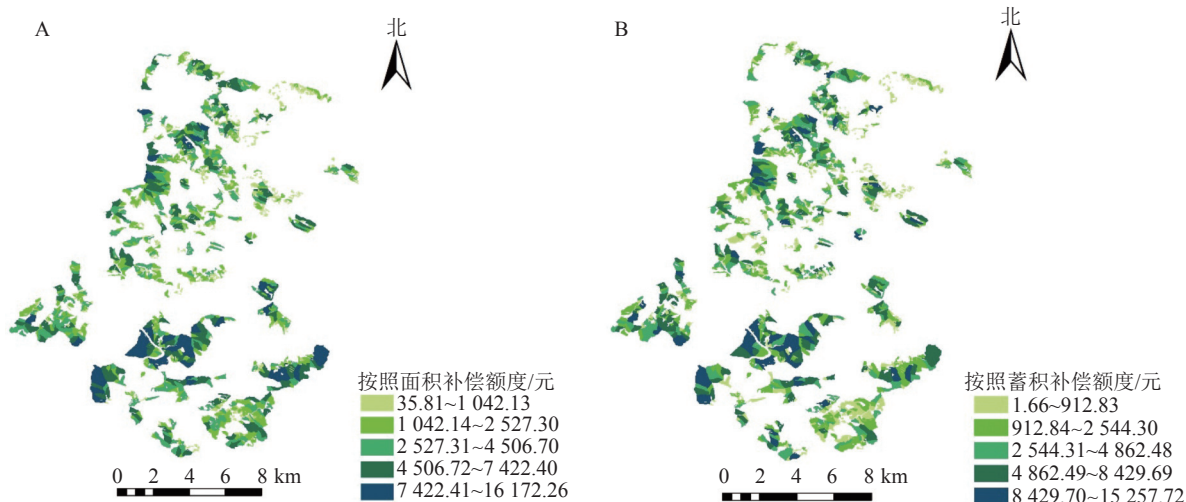 A
北
按照面积补偿额度/元
35.81~1 042.13
1 042.14~2 527.30
2 527.31~4 506.70
4 506.72~7 422.40
7 422.41~16 172.26
0 2 4 6 8 km
B
北
按照蓄积补偿额度/元
1.66~912.83
912.84~2 544.30
2 544.31~4 862.48
4 862.49~8 429.69
8 429.70~15 257.72
0 2 4 6 8 km